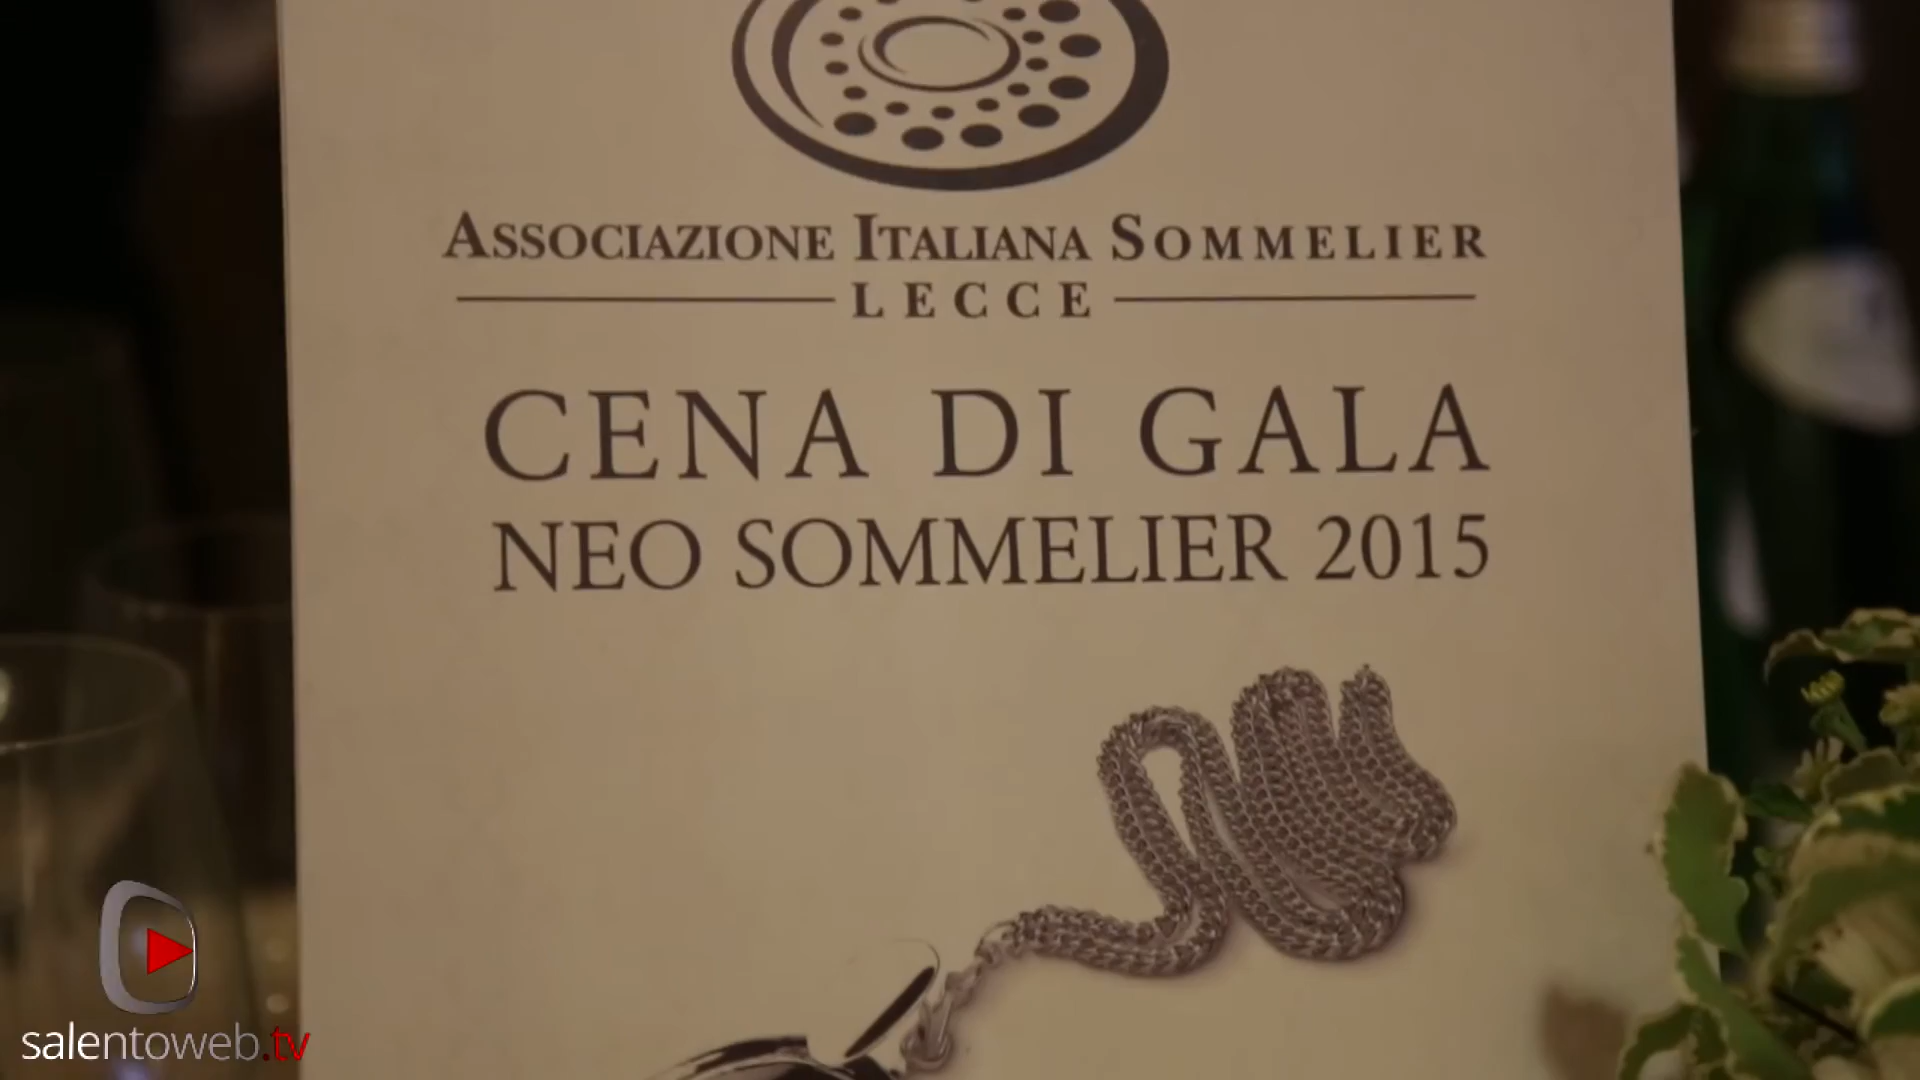 ASSOCIAZIONE ITALIANA SOMMELIER
LECCE
CENA DI GALA
NEO SOMMELIER 2015
salentoweb.tv